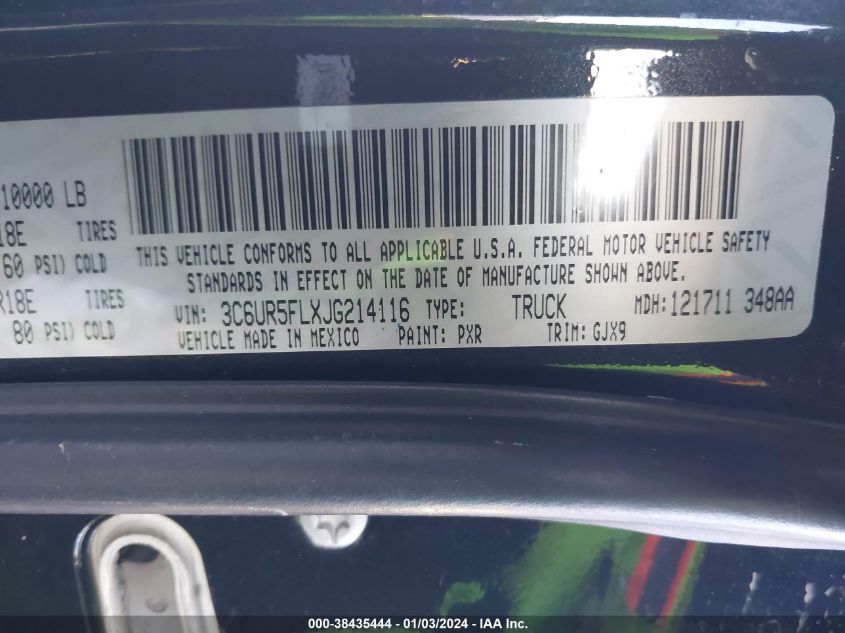 10000 LB
18E TIRES
60 PSI) COLD
R18E TIRES
80 PSI) COLD
THIS VEHICLE CONFORMS TO ALL APPLICABLE U.S.A. FEDERAL MOTOR VEHICLE SAFETY
STANDARDS IN EFFECT ON THE DATE OF MANUFACTURE SHOWN ABOVE.
VIN: 3C6UR5FLXJG214116 TYPE: TRUCK MDH:121711 348AA
VEHICLE MADE IN MEXICO PAINT: PXR TRIM: GJX9
000-38435444 - 01/03/2024 - IAA Inc.